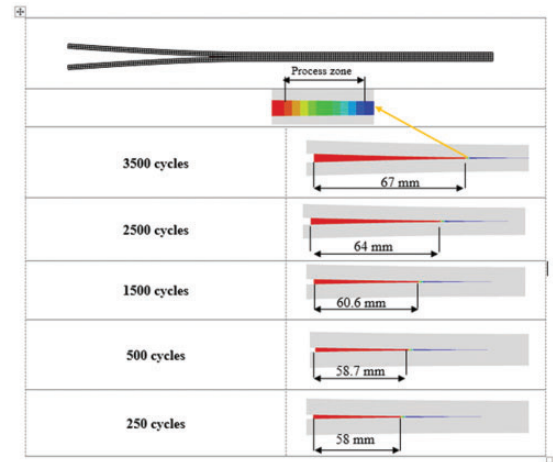 Process zone
3500 cycles
67 mm
2500 cycles
64 mm
1500 cycles
60.6 mm
500 cycles
58.7 mm
250 cycles
58 mm